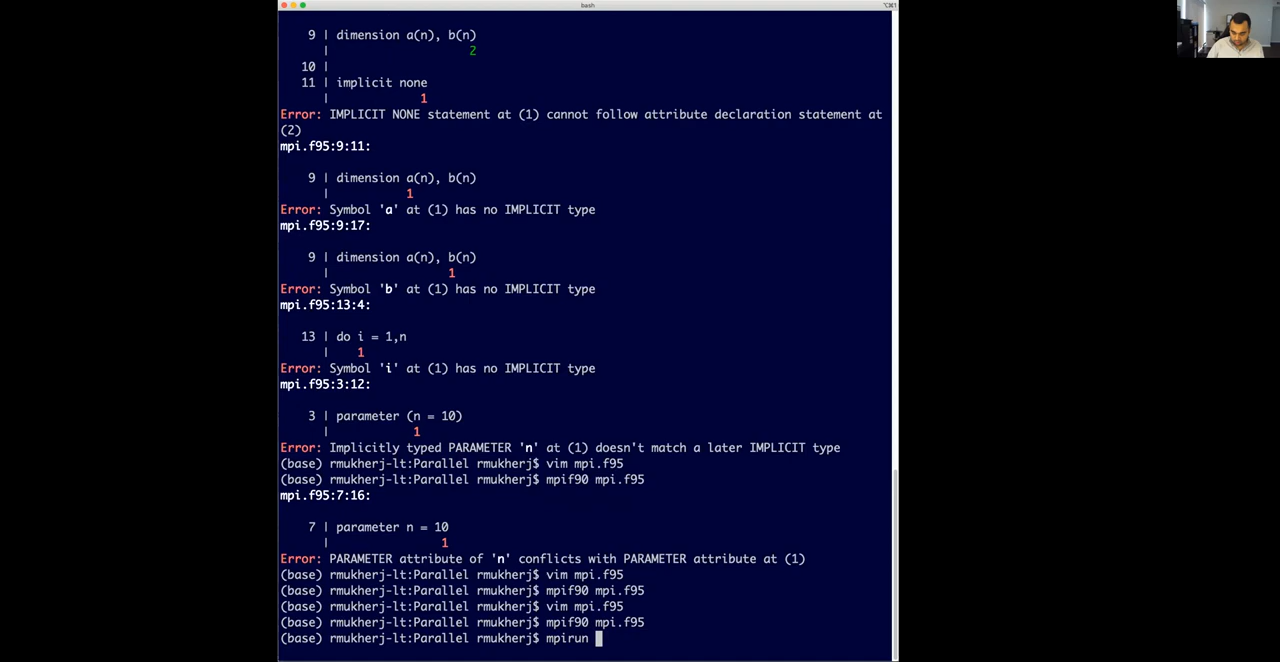 bash
⌥⌘1
9 | dimension a(n), b(n)
| 2
10 |
11 | implicit none
| 1
Error: IMPLICIT NONE statement at (1) cannot follow attribute declaration statement at
(2)
mpi.f95:9:11:
9 | dimension a(n), b(n)
| 1
Error: Symbol 'a' at (1) has no IMPLICIT type
mpi.f95:9:17:
9 | dimension a(n), b(n)
| 1
Error: Symbol 'b' at (1) has no IMPLICIT type
mpi.f95:13:4:
13 | do i = 1,n
| 1
Error: Symbol 'i' at (1) has no IMPLICIT type
mpi.f95:3:12:
3 | parameter (n = 10)
| 1
Error: Implicitly typed PARAMETER 'n' at (1) doesn't match a later IMPLICIT type
(base) rmukherj-lt:Parallel rmukherj$ vim mpi.f95
(base) rmukherj-lt:Parallel rmukherj$ mpif90 mpi.f95
mpi.f95:7:16:
7 | parameter n = 10
| 1
Error: PARAMETER attribute of 'n' conflicts with PARAMETER attribute at (1)
(base) rmukherj-lt:Parallel rmukherj$ vim mpi.f95
(base) rmukherj-lt:Parallel rmukherj$ mpif90 mpi.f95
(base) rmukherj-lt:Parallel rmukherj$ vim mpi.f95
(base) rmukherj-lt:Parallel rmukherj$ mpif90 mpi.f95
(base) rmukherj-lt:Parallel rmukherj$ mpirun